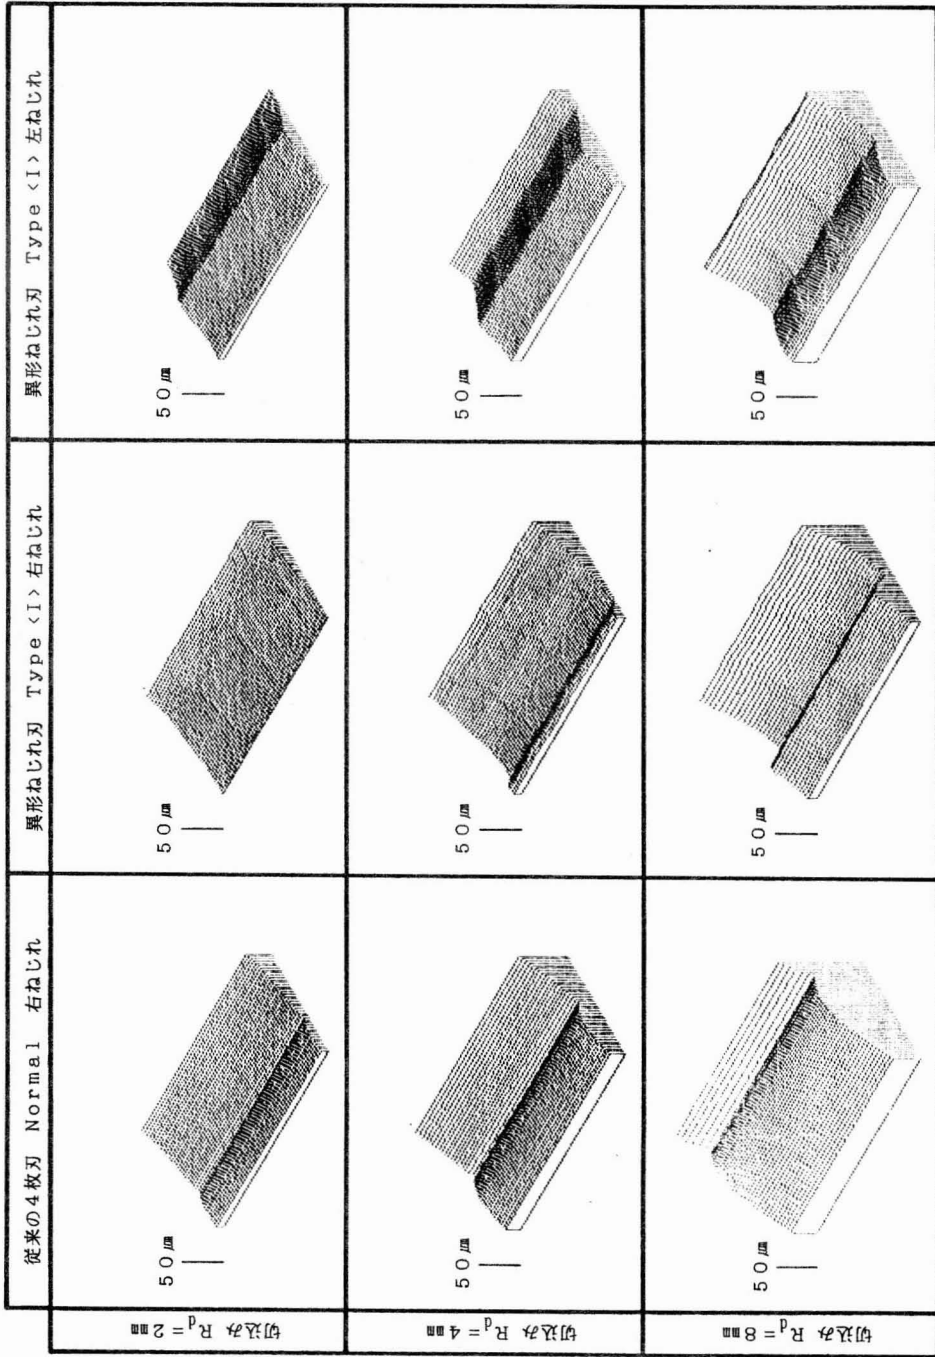 従来の4枚刃 Normal 右ねじれ
異形ねじれ刃 Type <I> 右ねじれ
異形ねじれ刃 Type <I> 左ねじれ
切込み Rd=2mm
50μm
50μm
50μm
切込み Rd=4mm
50μm
50μm
50μm
切込み Rd=8mm
50μm
50μm
50μm